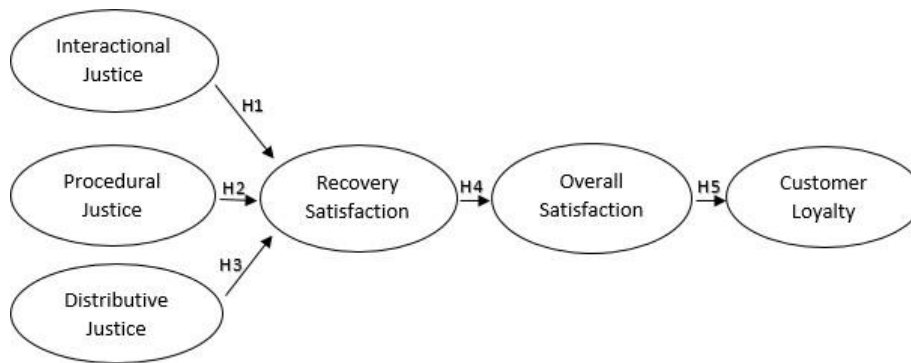 Interactional
Justice
H1
Procedural
Justice
H2
Recovery
Satisfaction
H4
Overall
Satisfaction
H5
Customer
Loyalty
H3
Distributive
Justice